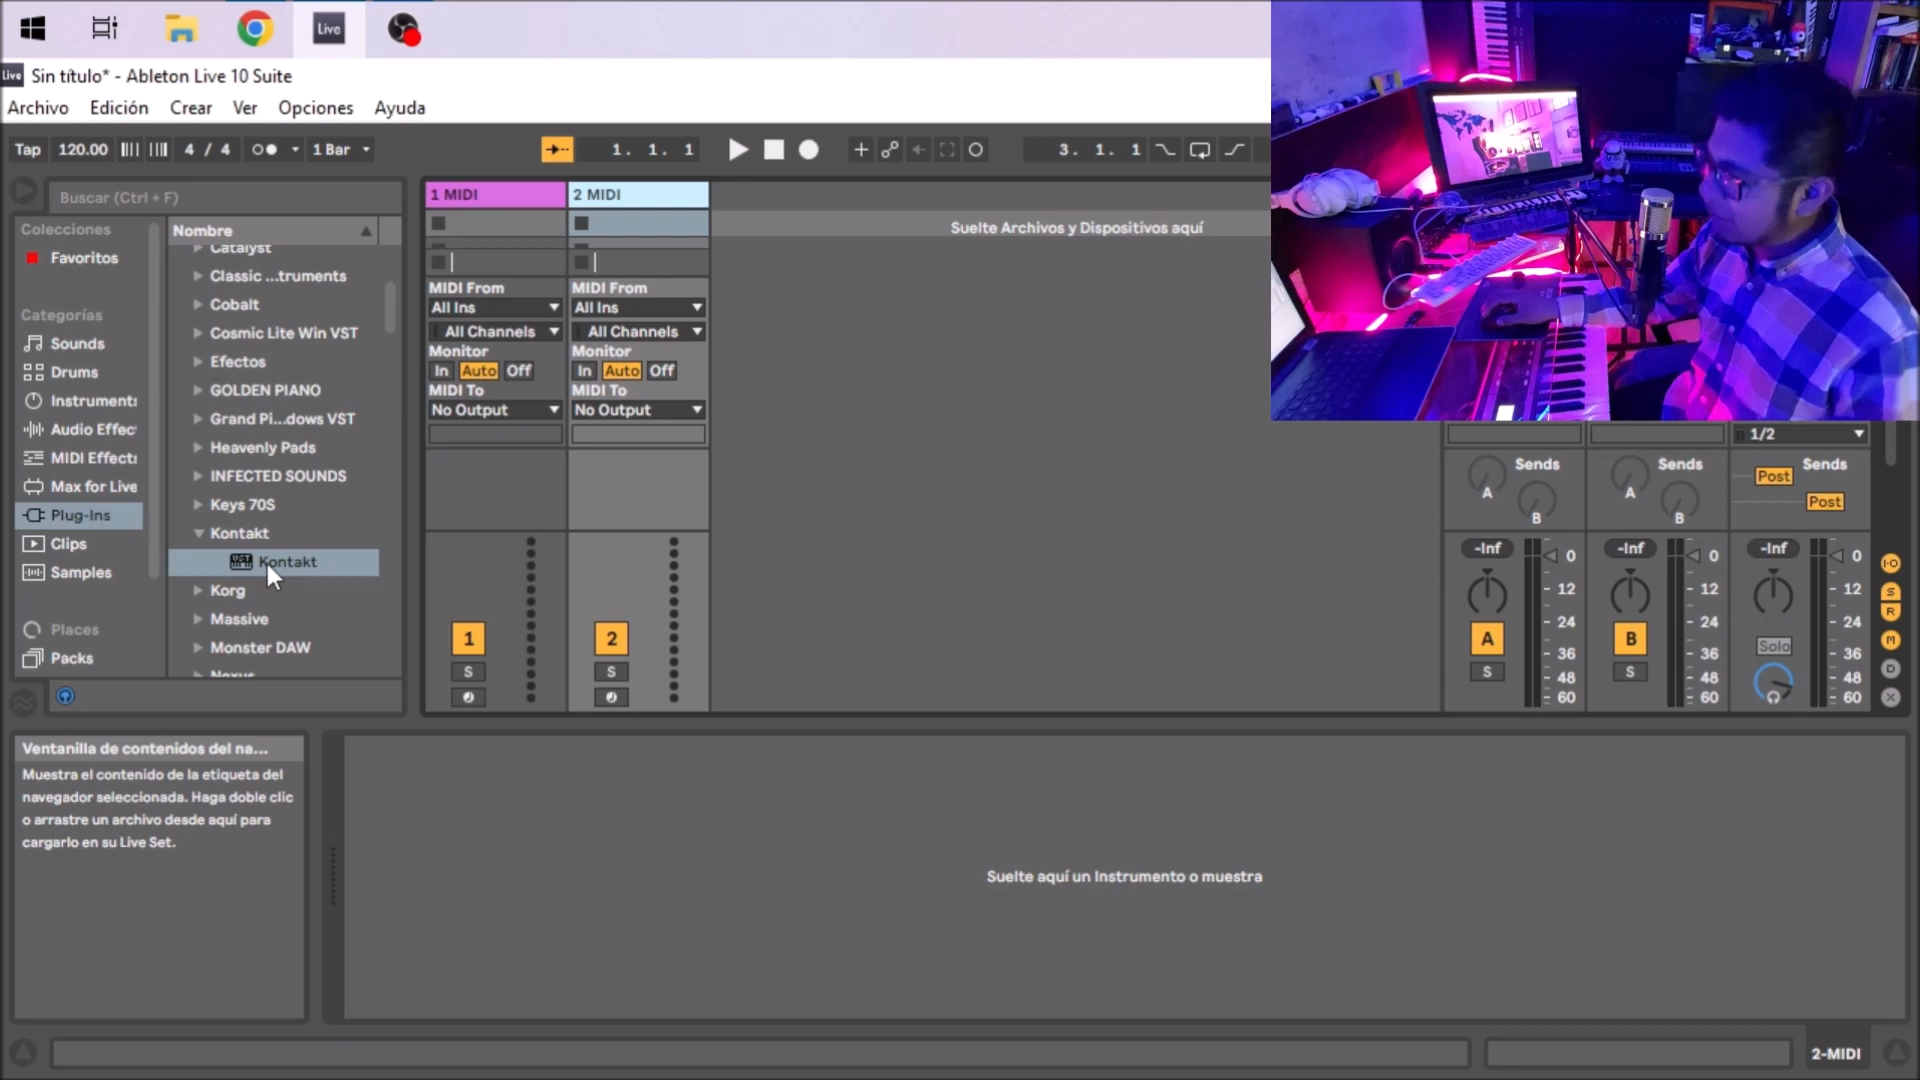 Live
Live Sin título* - Ableton Live 10 Suite
Archivo Edición Crear Ver Opciones Ayuda
Tap 120.00 4 / 4 1 Bar 1. 1. 1 3. 1. 1
Buscar (Ctrl + F)
Colecciones
Favoritos
Categorías
Sounds
Drums
Instruments
Audio Effec
MIDI Effects
Max for Live
Plug-Ins
Clips
Samples
Places
Packs
Nombre
Catalyst
Classic ...truments
Cobalt
Cosmic Lite Win VST
Efectos
GOLDEN PIANO
Grand Pi...dows VST
Heavenly Pads
INFECTED SOUNDS
Keys 70S
Kontakt
Kontakt
Korg
Massive
Monster DAW
Nexus
1 MIDI
MIDI From
All Ins
All Channels
Monitor
In Auto Off
MIDI To
No Output
1
S
2 MIDI
MIDI From
All Ins
All Channels
Monitor
In Auto Off
MIDI To
No Output
2
S
Suelte Archivos y Dispositivos aquí
Sends
A
B
-Inf
0
12
24
36
48
60
A
S
Sends
A
B
-Inf
0
12
24
36
48
60
B
S
1/2
Sends
Post
Post
-Inf
0
12
24
36
48
60
Solo
I·O
S
R
M
D
X
Ventanilla de contenidos del na...
Muestra el contenido de la etiqueta del
navegador seleccionada. Haga doble clic
o arrastre un archivo desde aquí para
cargarlo en su Live Set.
Suelte aquí un Instrumento o muestra
2-MIDI